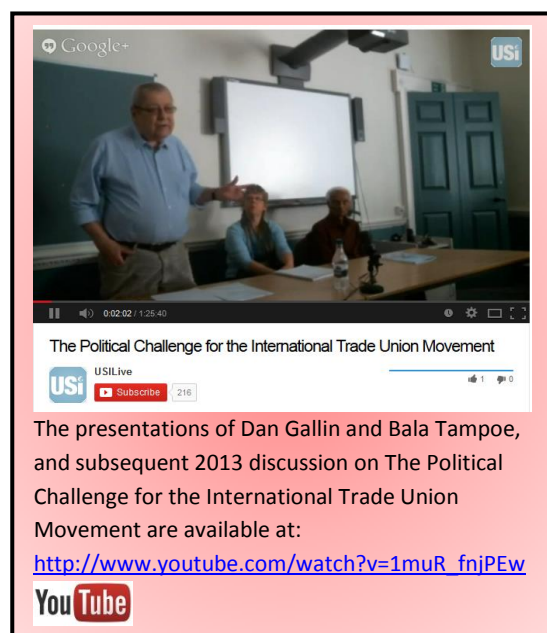 Google+
USi
0:02:02 / 1:25:40
The Political Challenge for the International Trade Union Movement
USi
USILive
Subscribe 216
1 0
The presentations of Dan Gallin and Bala Tampoe,
and subsequent 2013 discussion on The Political
Challenge for the International Trade Union
Movement are available at:
http://www.youtube.com/watch?v=1muR_fnjPEw
YouTube